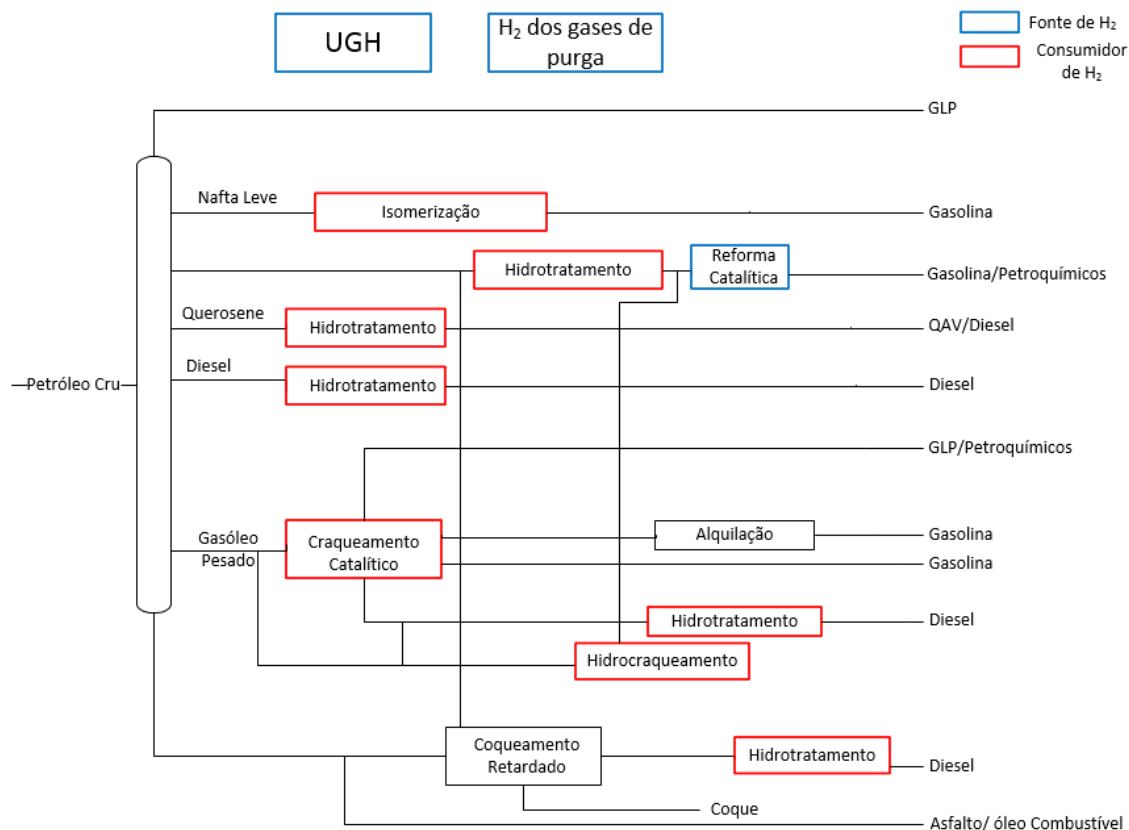 UGH
H₂ dos gases de
purga
Fonte de H₂
Consumidor
de H₂
GLP
Nafta Leve
Isomerização
Gasolina
Hidrotratamento
Reforma
Catalítica
Gasolina/Petroquímicos
Querosene
Hidrotratamento
QAV/Diesel
Petróleo Cru
Diesel
Hidrotratamento
Diesel
GLP/Petroquímicos
Gasóleo
Pesado
Craqueamento
Catalítico
Alquilação
Gasolina
Gasolina
Hidrotratamento
Diesel
Hidrocraqueamento
Coqueamento
Retardado
Hidrotratamento
Diesel
Coque
Asfalto/ óleo Combustível